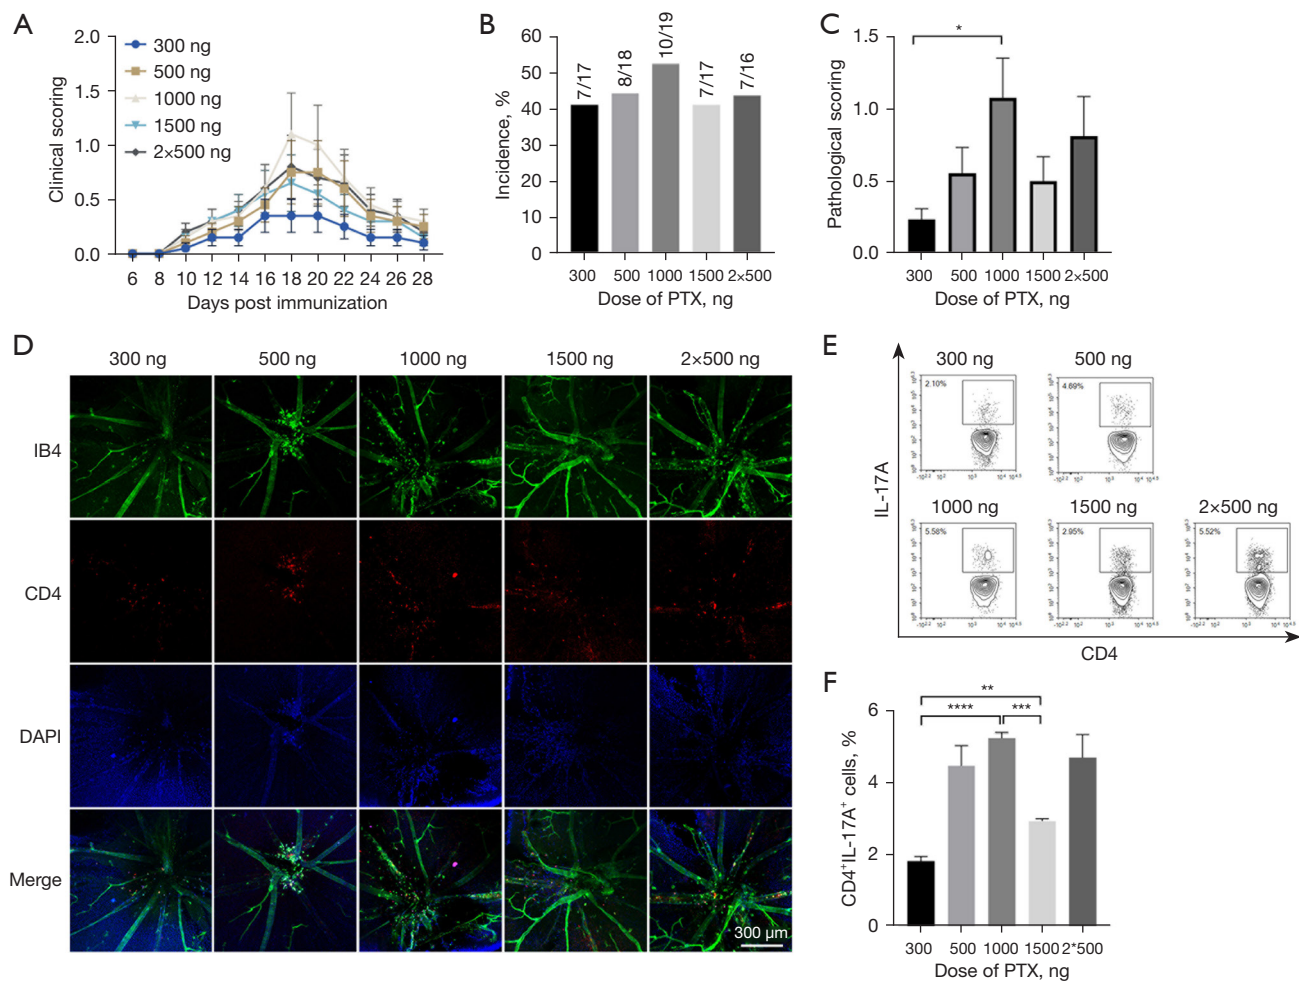 A
Clinical scoring
2.0
1.5
1.0
0.5
0.0
300 ng
500 ng
1000 ng
1500 ng
2×500 ng
6 8 10 12 14 16 18 20 22 24 26 28
Days post immunization
B
Incidence, %
60
50
40
30
20
10
0
7/17
8/18
10/19
7/17
7/16
300 500 1000 1500 2×500
Dose of PTX, ng
C
Pathological scoring
1.5
1.0
0.5
0.0
*
300 500 1000 1500 2×500
Dose of PTX, ng
D
300 ng 500 ng 1000 ng 1500 ng 2×500 ng
IB4
CD4
DAPI
Merge
300 µm
E
IL-17A
300 ng 500 ng
2.10% 4.69%
1000 ng 1500 ng 2×500 ng
5.58% 2.95% 5.52%
CD4
F
CD4⁺IL-17A⁺ cells, %
6
4
2
0
**
**** ***
300 500 1000 1500 2*500
Dose of PTX, ng